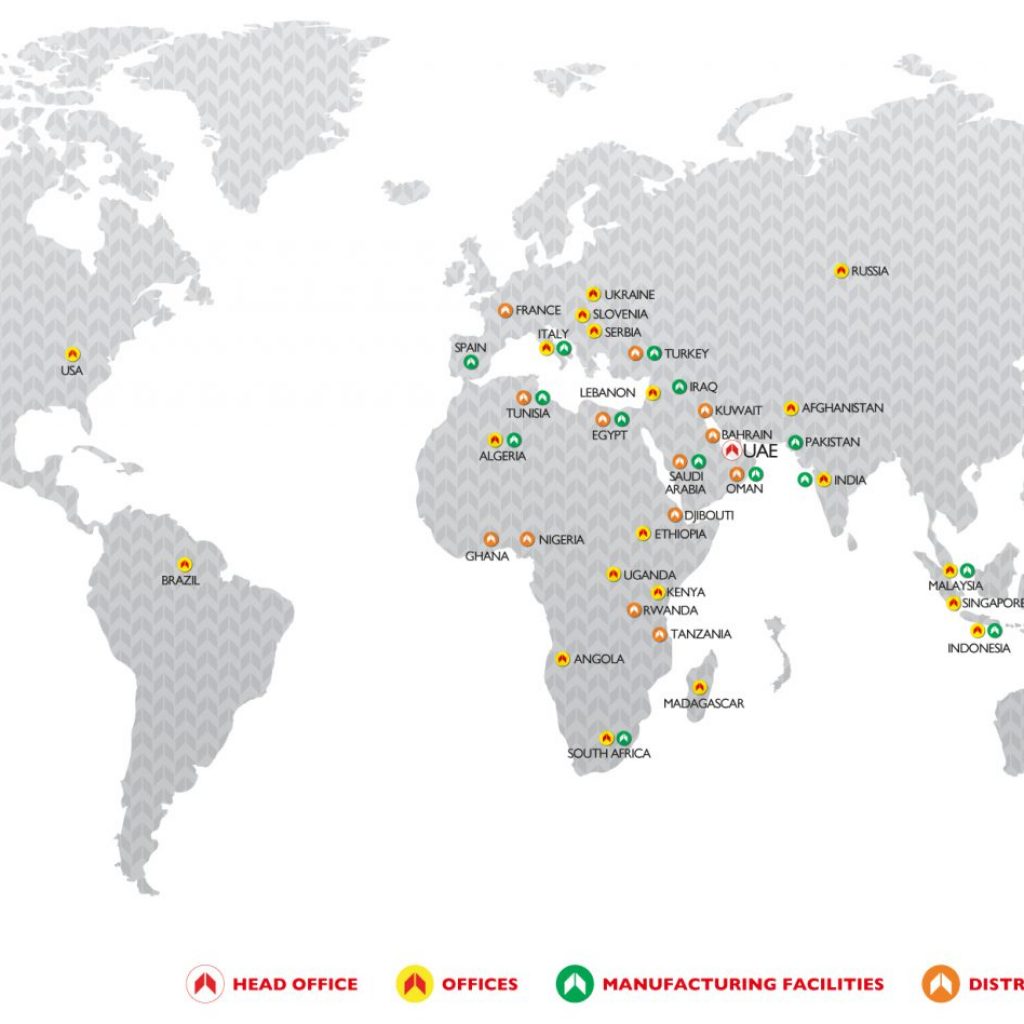 RUSSIA
UKRAINE
FRANCE
SLOVENIA
ITALY
SERBIA
SPAIN
TURKEY
USA
LEBANON
IRAQ
TUNISIA
KUWAIT
AFGHANISTAN
EGYPT
BAHRAIN
PAKISTAN
ALGERIA
UAE
SAUDI
ARABIA
OMAN
INDIA
DJIBOUTI
ETHIOPIA
GHANA
NIGERIA
BRAZIL
UGANDA
MALAYSIA
KENYA
SINGAPORE
RWANDA
TANZANIA
INDONESIA
ANGOLA
MADAGASCAR
SOUTH AFRICA
HEAD OFFICE
OFFICES
MANUFACTURING FACILITIES
DISTR